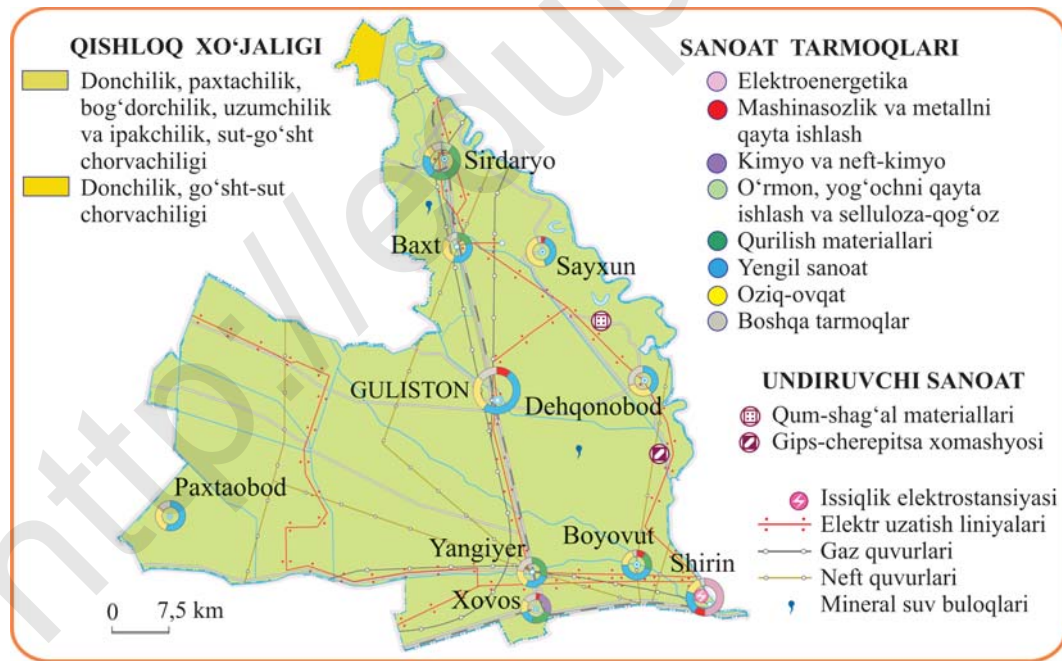 QISHLOQ XO‘JALIGI
Donchilik, paxtachilik,
bog‘dorchilik, uzumchilik
va ipakchilik, sut-go‘sht
chorvachiligi
Donchilik, go‘sht-sut
chorvachiligi
SANOAT TARMOQLARI
Elektroenergetika
Mashinasozlik va metallni
qayta ishlash
Kimyo va neft-kimyo
O‘rmon, yog‘ochni qayta
ishlash va selluloza-qog‘oz
Qurilish materiallari
Yengil sanoat
Oziq-ovqat
Boshqa tarmoqlar
UNDIRUVCHI SANOAT
Qum-shag‘al materiallari
Gips-cherepitsa xomashyosi
Issiqlik elektrostansiyasi
Elektr uzatish liniyalari
Gaz quvurlari
Neft quvurlari
Mineral suv buloqlari
Sirdaryo
Baxt
Sayxun
GULISTON
Dehqonobod
Paxtaobod
Yangiyer
Boyovut
Shirin
Xovos
0 7,5 km
http://edup